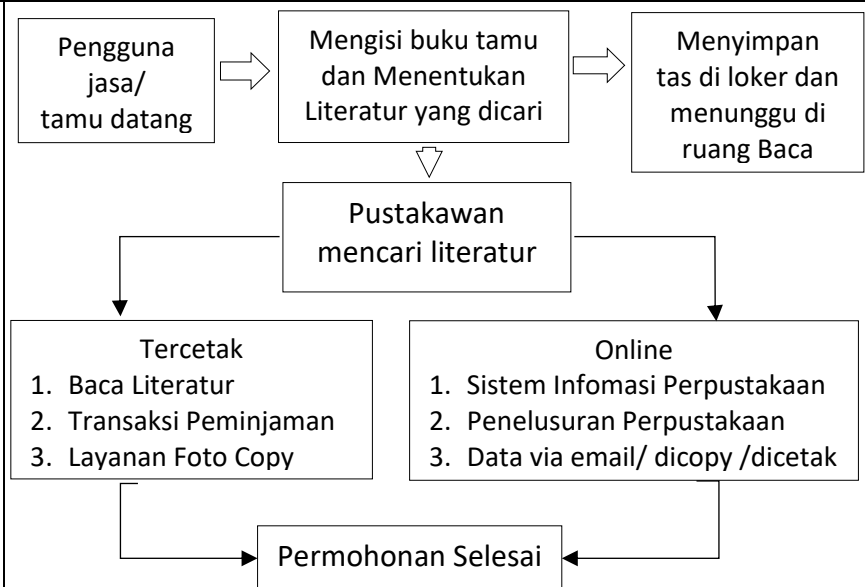 Pengguna
jasa/
tamu datang
Mengisi buku tamu
dan Menentukan
Literatur yang dicari
Menyimpan
tas di loker dan
menunggu di
ruang Baca
Pustakawan
mencari literatur
Tercetak
1. Baca Literatur
2. Transaksi Peminjaman
3. Layanan Foto Copy
Online
1. Sistem Infomasi Perpustakaan
2. Penelusuran Perpustakaan
3. Data via email/ dicopy /dicetak
Permohonan Selesai